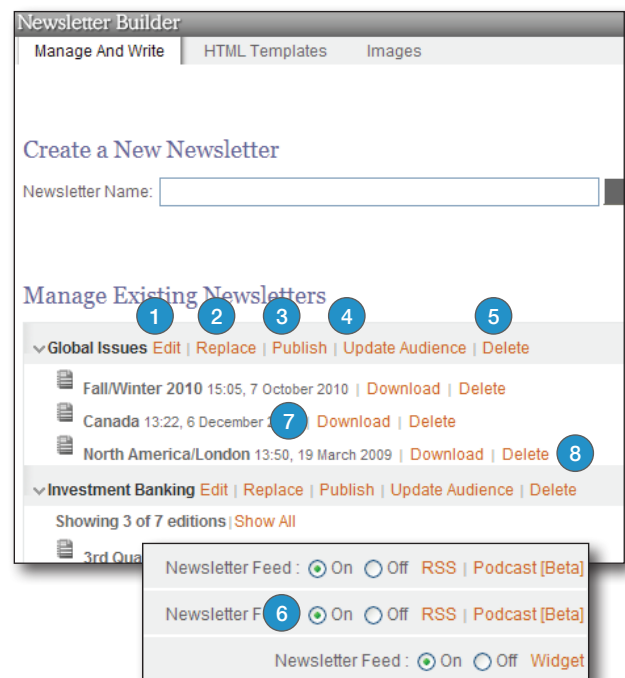 Newsletter Builder
Manage And Write HTML Templates Images
Create a New Newsletter
Newsletter Name:
Manage Existing Newsletters
1 2 3 4 5
Global Issues Edit | Replace | Publish | Update Audience | Delete
Fall/Winter 2010 15:05, 7 October 2010 | Download | Delete
Canada 13:22, 6 December 7 Download | Delete
North America/London 13:50, 19 March 2009 | Download | Delete 8
Investment Banking Edit | Replace | Publish | Update Audience | Delete
Showing 3 of 7 editions | Show All
3rd
Newsletter Feed : On Off RSS | Podcast [Beta]
Newsletter 6 On Off RSS | Podcast [Beta]
Newsletter Feed : On Off Widget